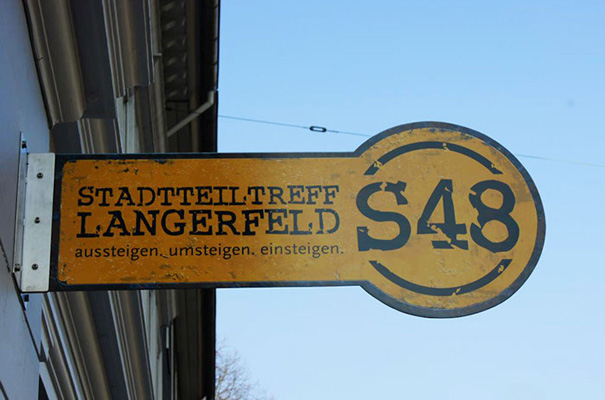 STADTTEILTREFF
LANGERFELD
aussteigen. umsteigen. einsteigen.
S48